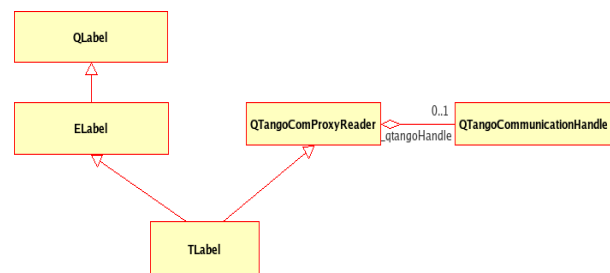 QLabel
ELabel
QTangoComProxyReader
0..1
_qtangoHandle
QTangoCommunicationHandle
TLabel